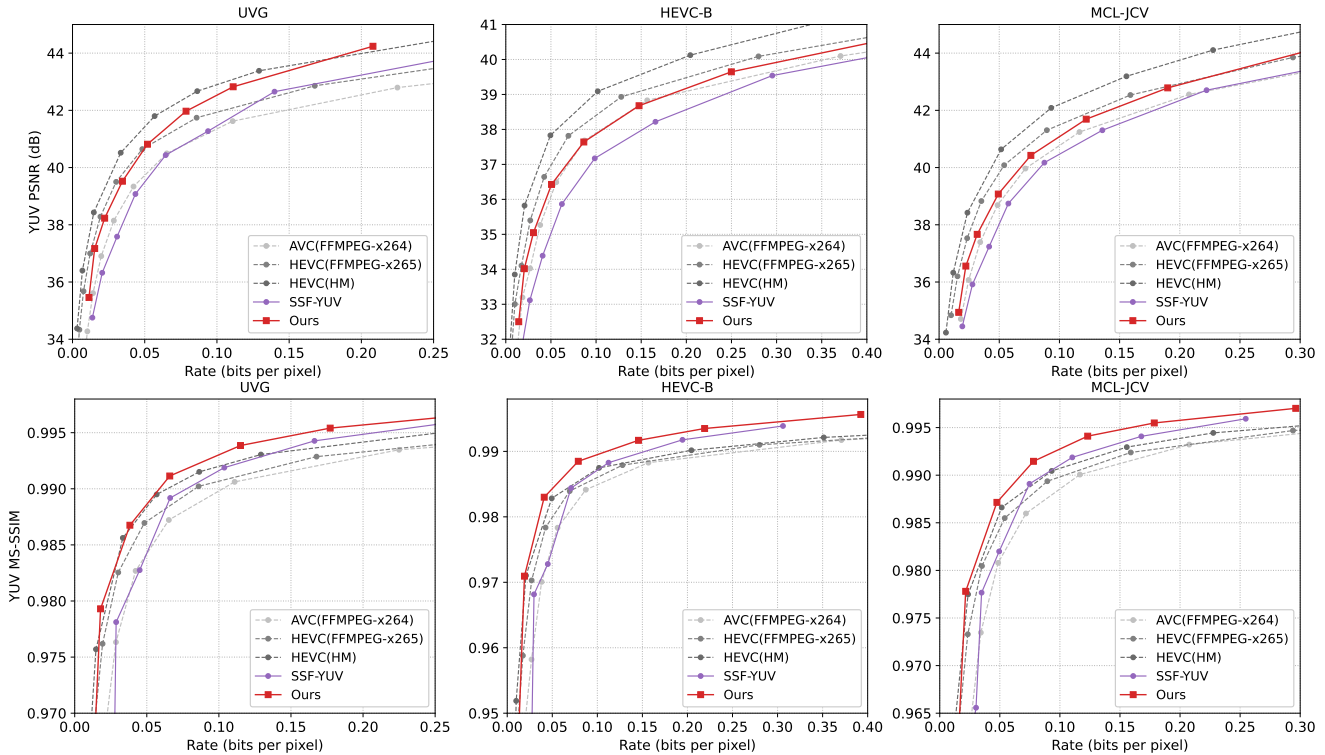 UVG
HEVC-B
MCL-JCV
YUV PSNR (dB)
44
42
40
38
36
34
0.00 0.05 0.10 0.15 0.20 0.25
Rate (bits per pixel)
AVC(FFMPEG-x264)
HEVC(FFMPEG-x265)
HEVC(HM)
SSF-YUV
Ours
41
40
39
38
37
36
35
34
33
32
0.00 0.05 0.10 0.15 0.20 0.25 0.30 0.35 0.40
Rate (bits per pixel)
AVC(FFMPEG-x264)
HEVC(FFMPEG-x265)
HEVC(HM)
SSF-YUV
Ours
44
42
40
38
36
34
0.00 0.05 0.10 0.15 0.20 0.25 0.30
Rate (bits per pixel)
AVC(FFMPEG-x264)
HEVC(FFMPEG-x265)
HEVC(HM)
SSF-YUV
Ours
UVG
HEVC-B
MCL-JCV
YUV MS-SSIM
0.995
0.990
0.985
0.980
0.975
0.970
0.00 0.05 0.10 0.15 0.20 0.25
Rate (bits per pixel)
AVC(FFMPEG-x264)
HEVC(FFMPEG-x265)
HEVC(HM)
SSF-YUV
Ours
0.99
0.98
0.97
0.96
0.95
0.00 0.05 0.10 0.15 0.20 0.25 0.30 0.35 0.40
Rate (bits per pixel)
AVC(FFMPEG-x264)
HEVC(FFMPEG-x265)
HEVC(HM)
SSF-YUV
Ours
0.995
0.990
0.985
0.980
0.975
0.970
0.965
0.00 0.05 0.10 0.15 0.20 0.25 0.30
Rate (bits per pixel)
AVC(FFMPEG-x264)
HEVC(FFMPEG-x265)
HEVC(HM)
SSF-YUV
Ours